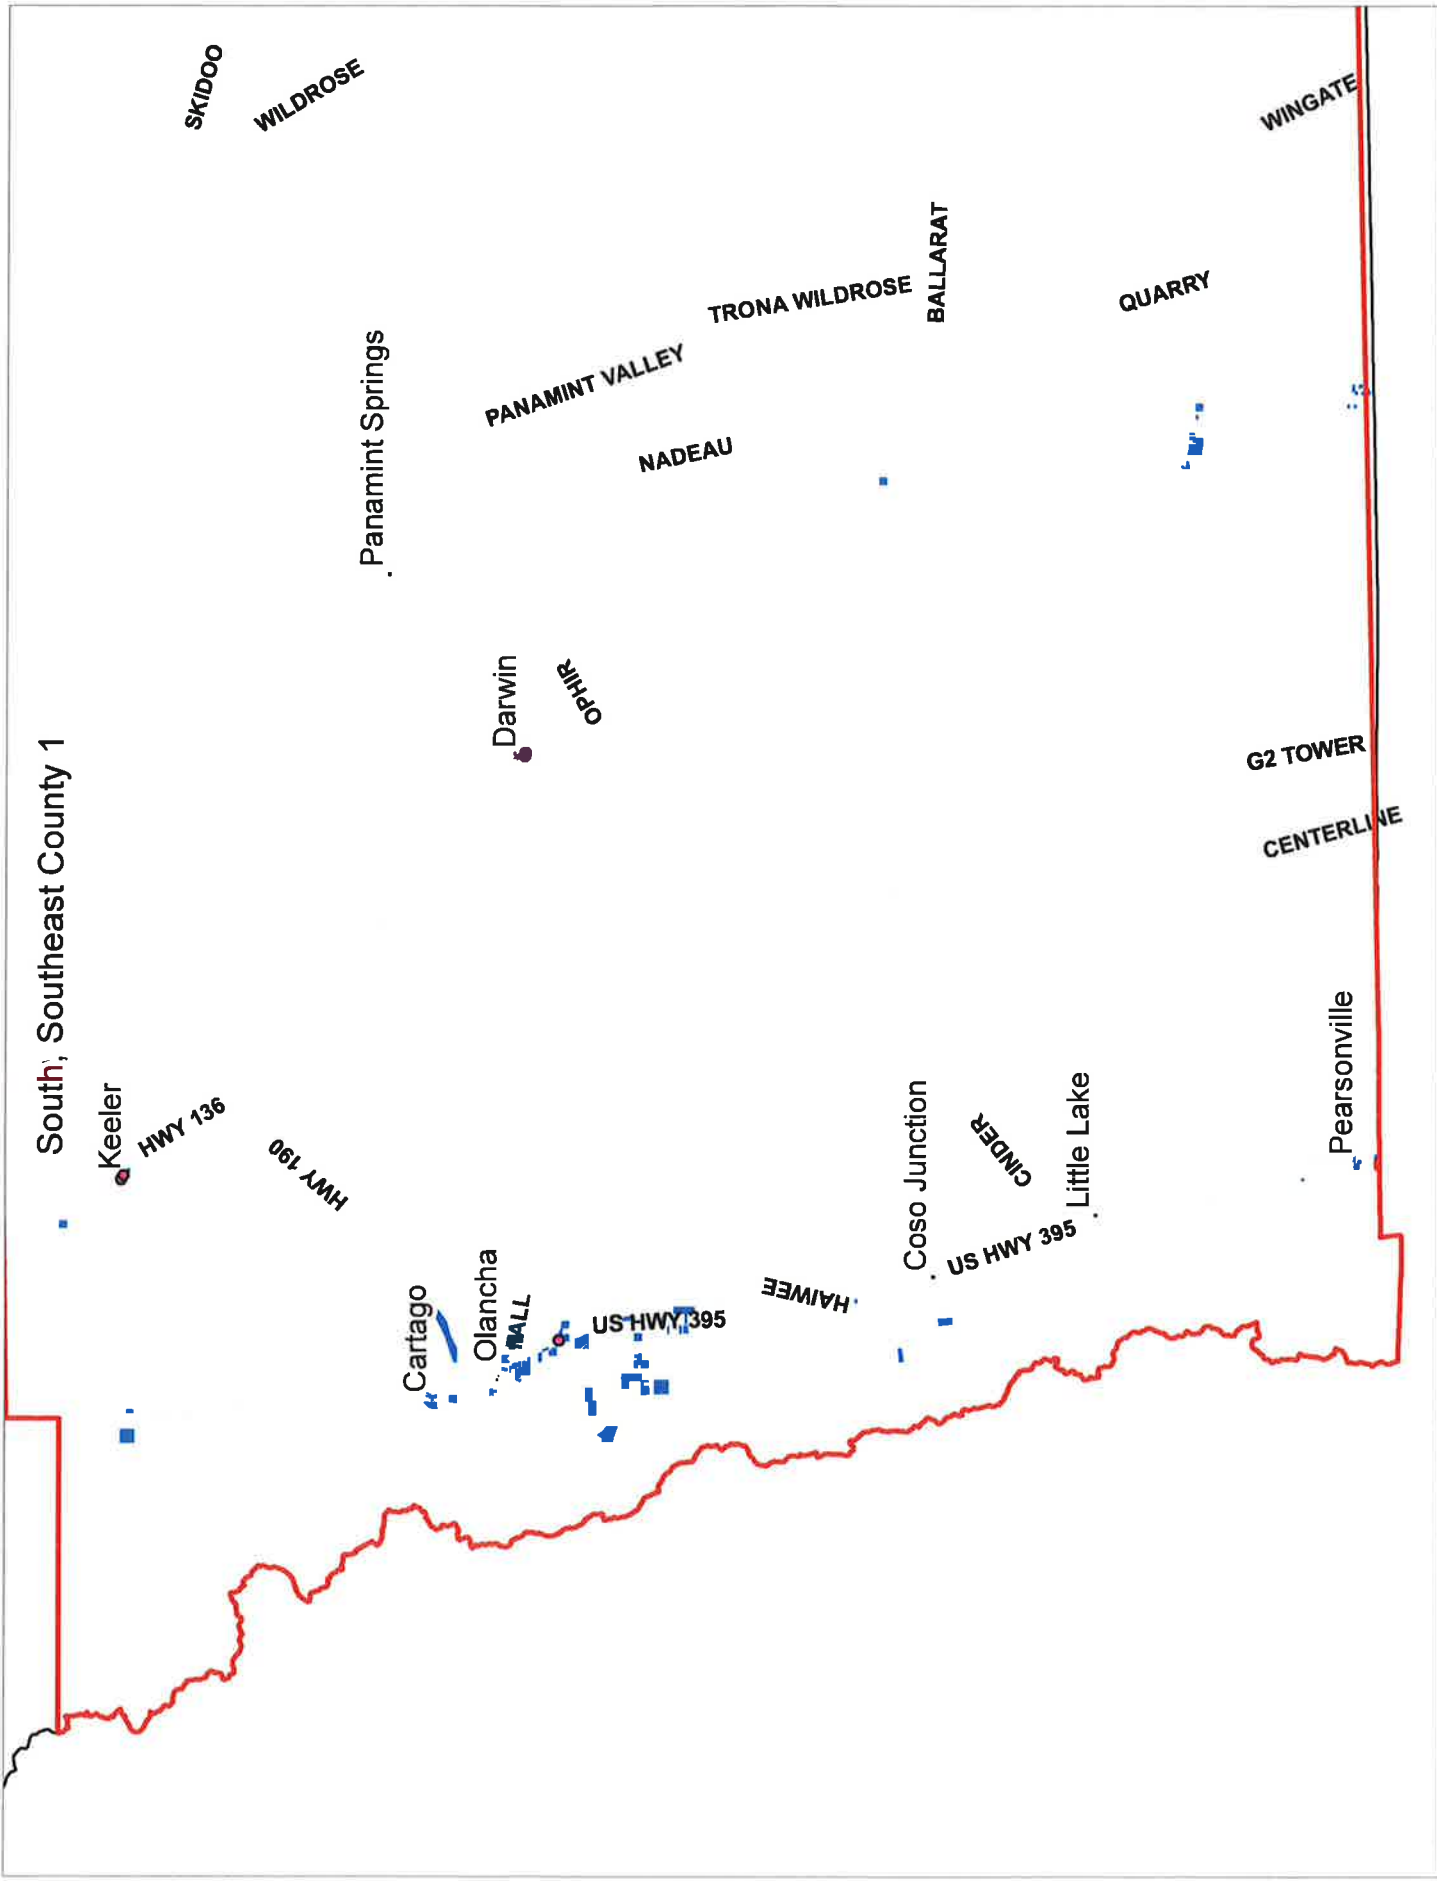 South, Southeast County 1
Keeler
HWY 136
HWY 190
SKIDOO
WILDROSE
Panamint Springs
Cartago
Olancha
Darwin
OPHIR
PANAMINT VALLEY
NADEAU
TRONA WILDROSE
BALLARAT
US HWY 395
HAIWEE
Coso Junction
US HWY 395
CINDER
Little Lake
QUARRY
WINGATE
G2 TOWER
CENTERLINE
Pearsonville